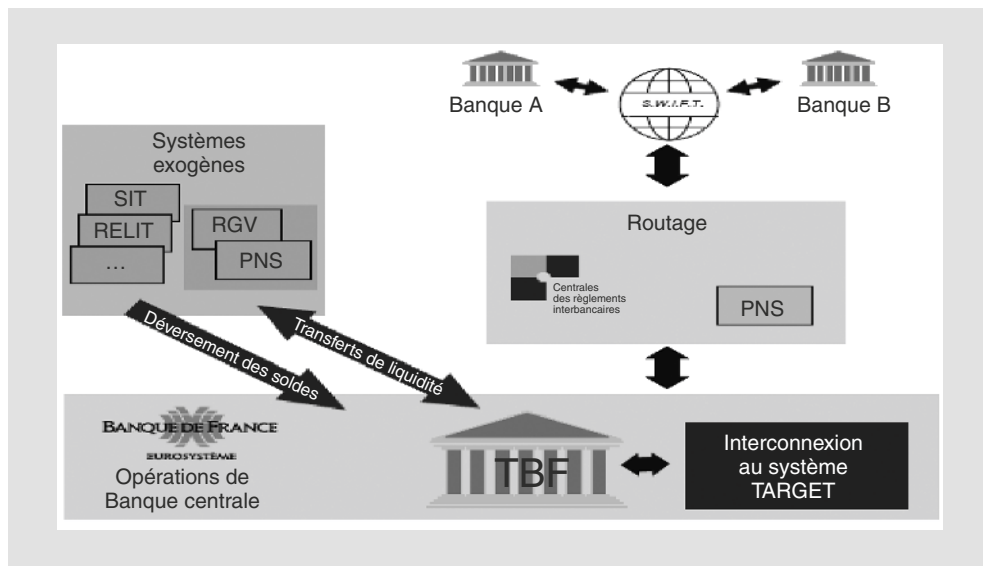 Banque A
S.W.I.F.T.
Banque B
Systèmes
exogènes
SIT
RELIT
…
RGV
PNS
Routage
Centrales
des règlements
interbancaires
PNS
Déversement des soldes
Transferts de liquidité
BANQUE DE FRANCE
EUROSYSTÈME
Opérations de
Banque centrale
TBF
Interconnexion
au système
TARGET